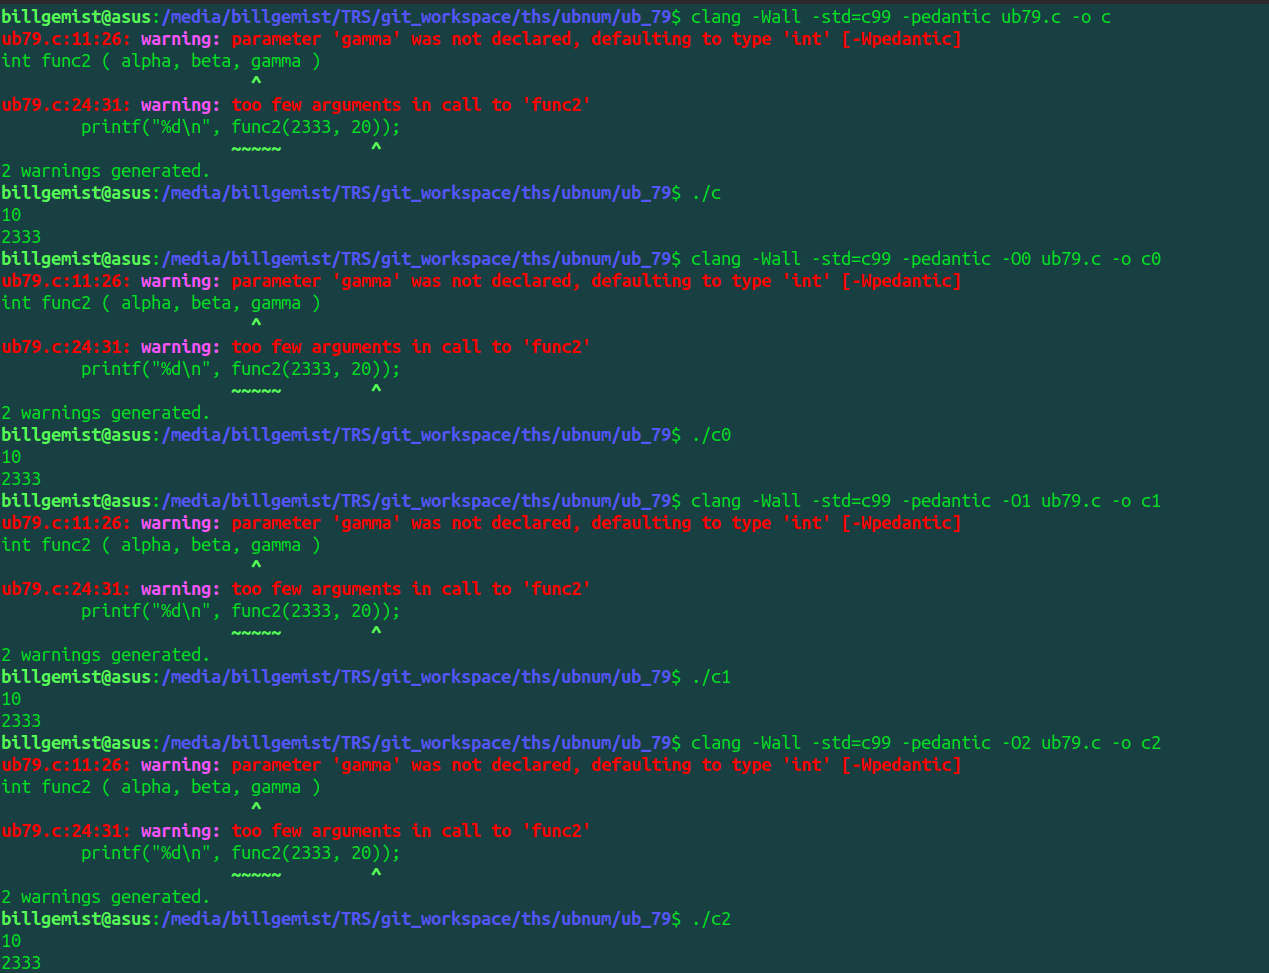 billgemist@asus:/media/billgemist/TRS/git_workspace/ths/ubnum/ub_79$ clang -Wall -std=c99 -pedantic ub79.c -o c
ub79.c:11:26: warning: parameter 'gamma' was not declared, defaulting to type 'int' [-Wpedantic]
int func2 ( alpha, beta, gamma )
^
ub79.c:24:31: warning: too few arguments in call to 'func2'
printf("%d\n", func2(2333, 20));
~~~~~ ^
2 warnings generated.
billgemist@asus:/media/billgemist/TRS/git_workspace/ths/ubnum/ub_79$ ./c
10
2333
billgemist@asus:/media/billgemist/TRS/git_workspace/ths/ubnum/ub_79$ clang -Wall -std=c99 -pedantic -O0 ub79.c -o c0
ub79.c:11:26: warning: parameter 'gamma' was not declared, defaulting to type 'int' [-Wpedantic]
int func2 ( alpha, beta, gamma )
^
ub79.c:24:31: warning: too few arguments in call to 'func2'
printf("%d\n", func2(2333, 20));
~~~~~ ^
2 warnings generated.
billgemist@asus:/media/billgemist/TRS/git_workspace/ths/ubnum/ub_79$ ./c0
10
2333
billgemist@asus:/media/billgemist/TRS/git_workspace/ths/ubnum/ub_79$ clang -Wall -std=c99 -pedantic -O1 ub79.c -o c1
ub79.c:11:26: warning: parameter 'gamma' was not declared, defaulting to type 'int' [-Wpedantic]
int func2 ( alpha, beta, gamma )
^
ub79.c:24:31: warning: too few arguments in call to 'func2'
printf("%d\n", func2(2333, 20));
~~~~~ ^
2 warnings generated.
billgemist@asus:/media/billgemist/TRS/git_workspace/ths/ubnum/ub_79$ ./c1
10
2333
billgemist@asus:/media/billgemist/TRS/git_workspace/ths/ubnum/ub_79$ clang -Wall -std=c99 -pedantic -O2 ub79.c -o c2
ub79.c:11:26: warning: parameter 'gamma' was not declared, defaulting to type 'int' [-Wpedantic]
int func2 ( alpha, beta, gamma )
^
ub79.c:24:31: warning: too few arguments in call to 'func2'
printf("%d\n", func2(2333, 20));
~~~~~ ^
2 warnings generated.
billgemist@asus:/media/billgemist/TRS/git_workspace/ths/ubnum/ub_79$ ./c2
10
2333